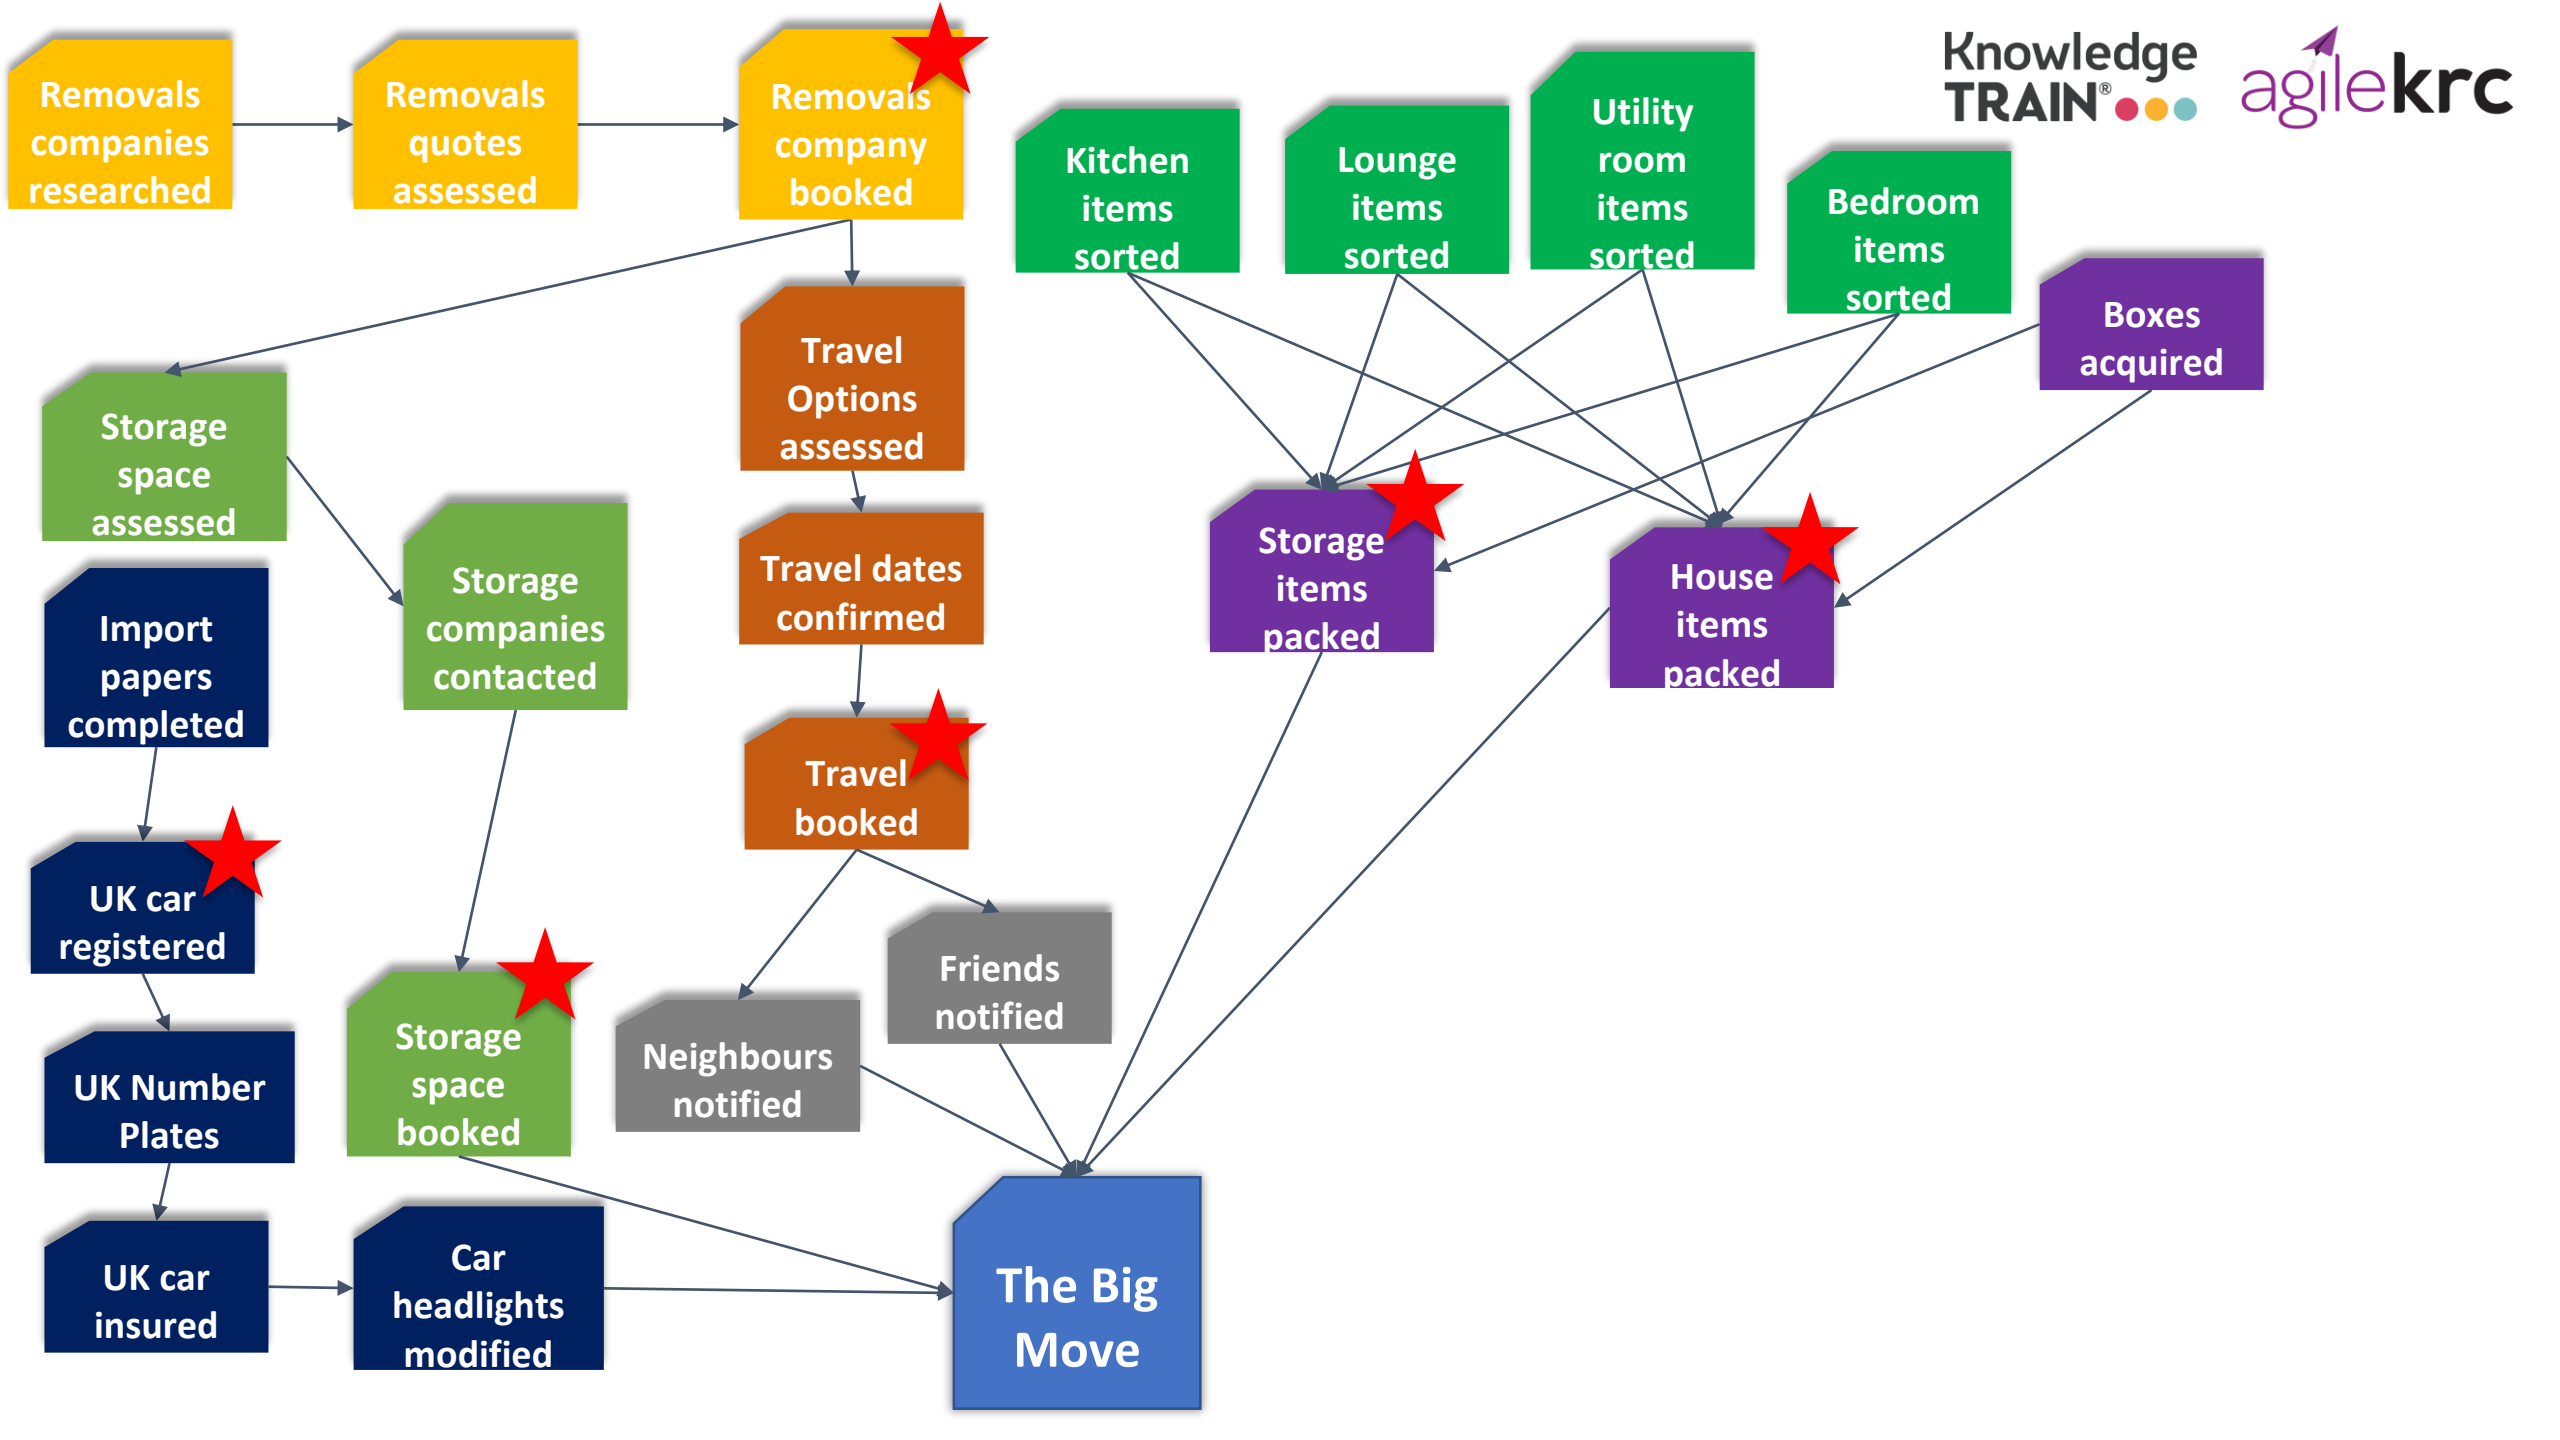 Removals
companies
researched
Removals
quotes
assessed
Removals
company
booked
Kitchen
items
sorted
Lounge
items
sorted
Utility
room
items
sorted
Bedroom
items
sorted
Boxes
acquired
Knowledge
TRAIN®
agilekrc
Storage
space
assessed
Travel
Options
assessed
Storage
companies
contacted
Travel dates
confirmed
Storage
items
packed
House
items
packed
Import
papers
completed
Travel
booked
UK car
registered
Friends
notified
Neighbours
notified
Storage
space
booked
UK Number
Plates
UK car
insured
Car
headlights
modified
The Big
Move